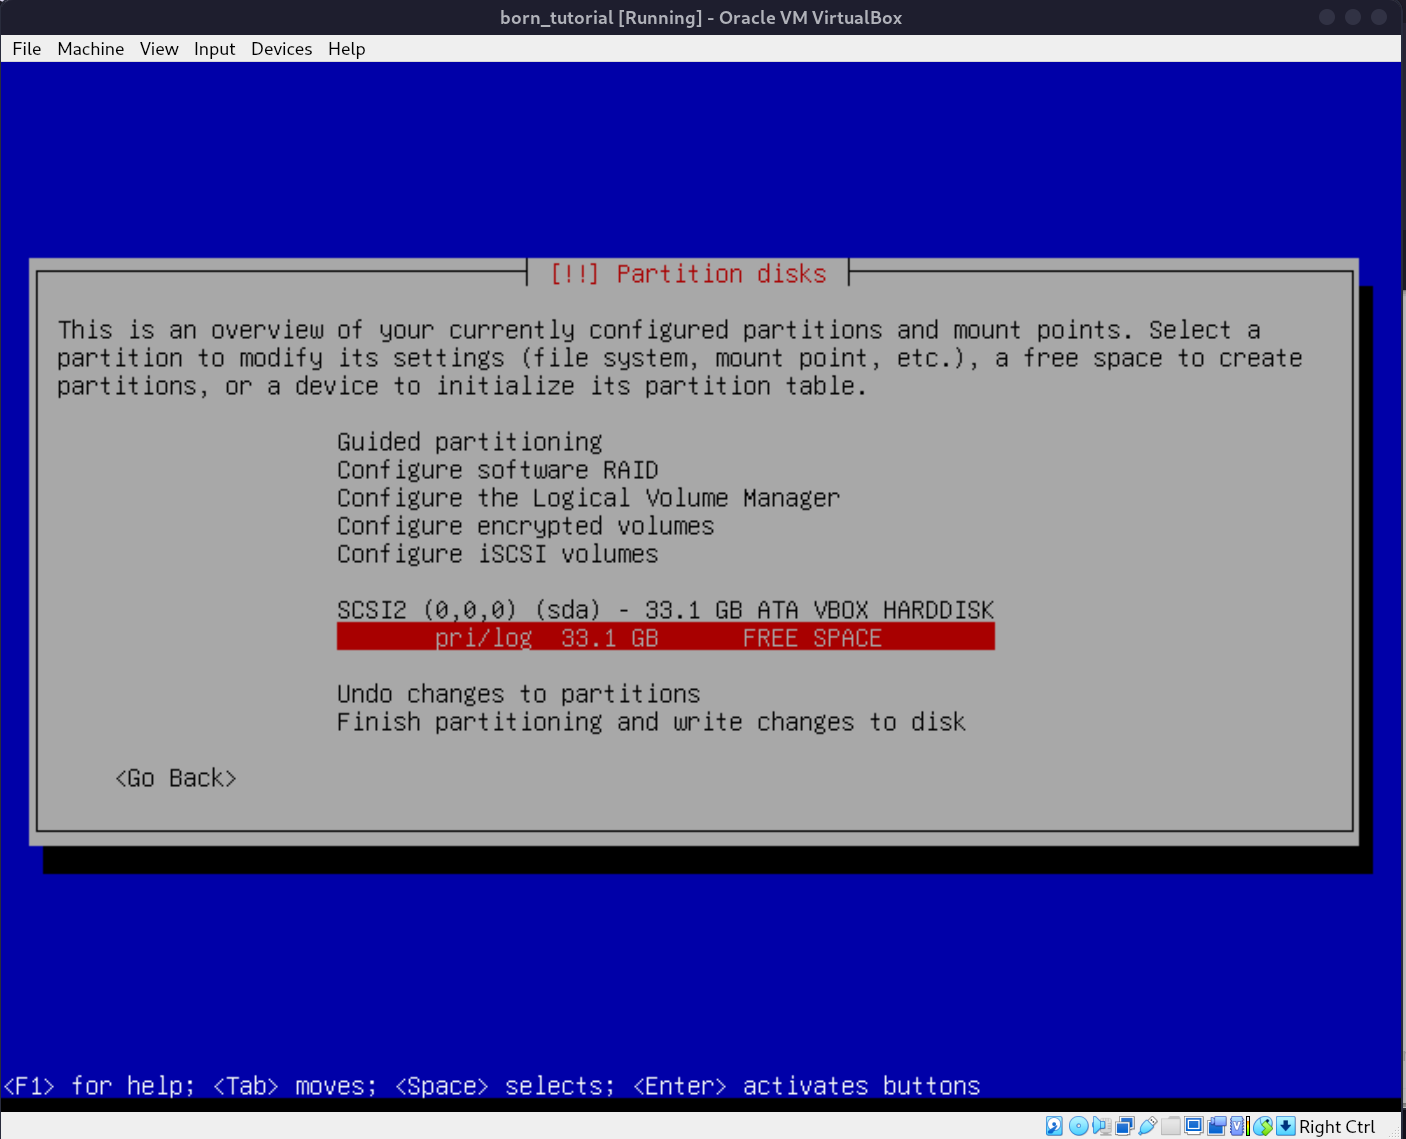 born_tutorial [Running] - Oracle VM VirtualBox
File Machine View Input Devices Help
[!!] Partition disks
This is an overview of your currently configured partitions and mount points. Select a
partition to modify its settings (file system, mount point, etc.), a free space to create
partitions, or a device to initialize its partition table.
Guided partitioning
Configure software RAID
Configure the Logical Volume Manager
Configure encrypted volumes
Configure iSCSI volumes
SCSI2 (0,0,0) (sda) - 33.1 GB ATA VBOX HARDDISK
pri/log 33.1 GB FREE SPACE
Undo changes to partitions
Finish partitioning and write changes to disk
<Go Back>
<F1> for help; <Tab> moves; <Space> selects; <Enter> activates buttons
Right Ctrl